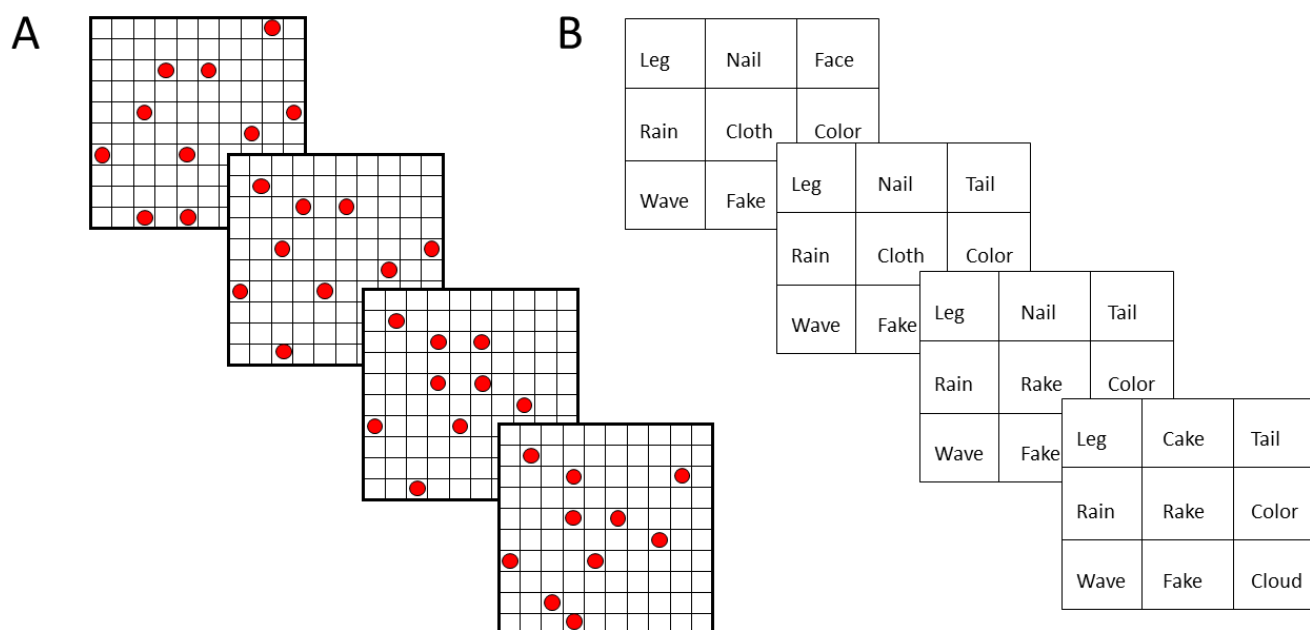 A
B
Leg Nail Face
Rain Cloth Color
Wave Fake
Leg Nail Tail
Rain Cloth Color
Wave Fake
Leg Nail Tail
Rain Rake Color
Wave Fake
Leg Cake Tail
Rain Rake Color
Wave Fake Cloud